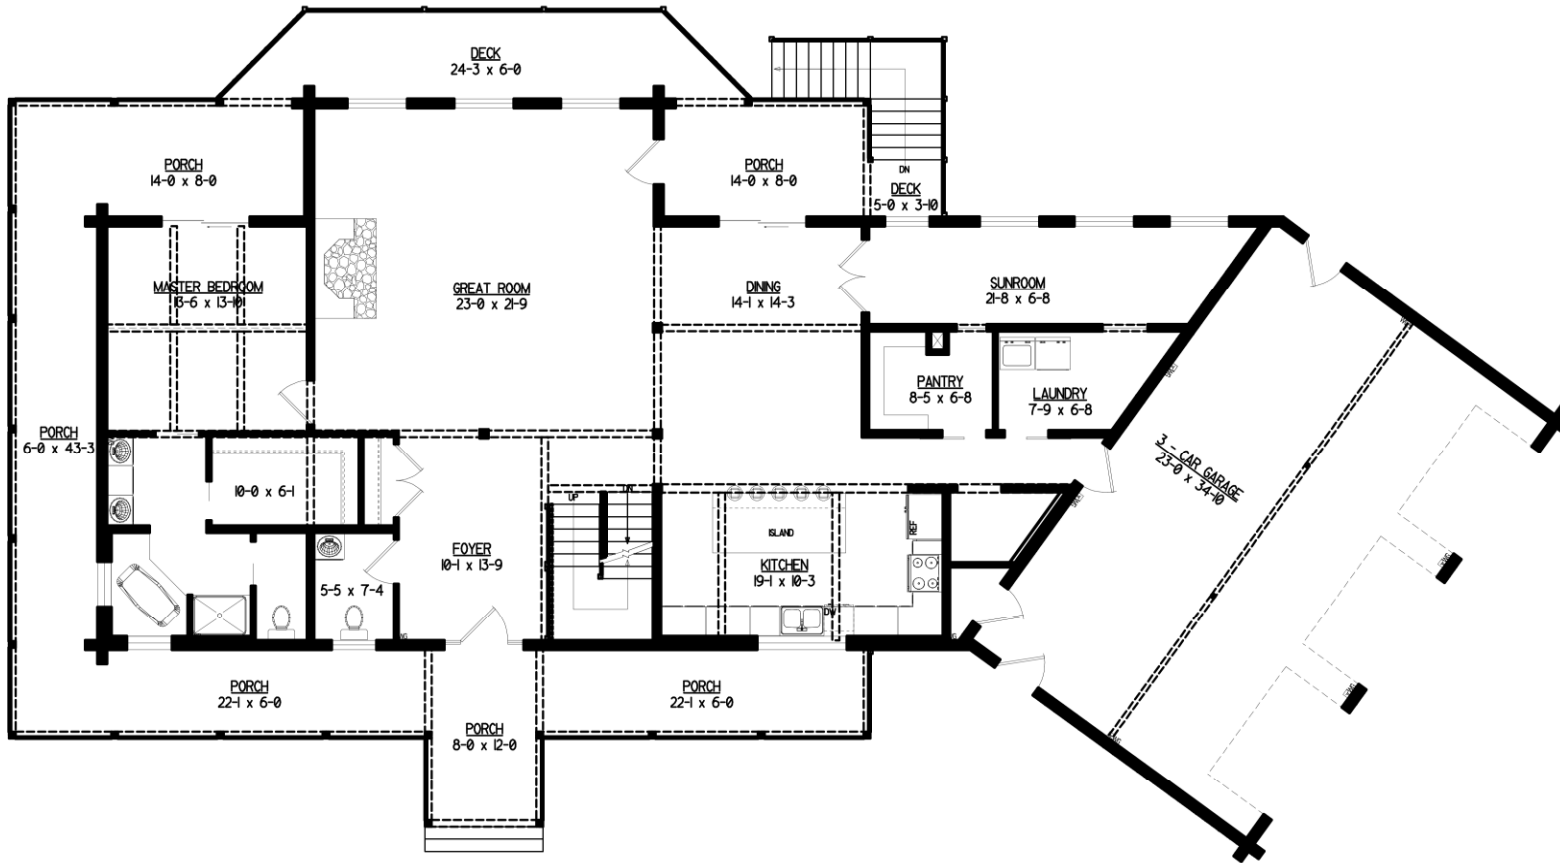 DECK
24-3 x 6-0
PORCH
14-0 x 8-0
PORCH
14-0 x 8-0
DN
DECK
5-0 x 3-10
MASTER BEDROOM
13-6 x 13-10
GREAT ROOM
23-0 x 21-9
DINING
14-1 x 14-3
SUNROOM
21-8 x 6-8
PANTRY
8-5 x 6-8
LAUNDRY
7-9 x 6-8
PORCH
6-0 x 43-3
3 - CAR GARAGE
23-0 x 34-10
10-0 x 6-1
UP
DN
ISLAND
REF
FOYER
10-1 x 13-9
KITCHEN
19-1 x 10-3
5-5 x 7-4
DW
PORCH
22-1 x 6-0
PORCH
22-1 x 6-0
PORCH
8-0 x 12-0